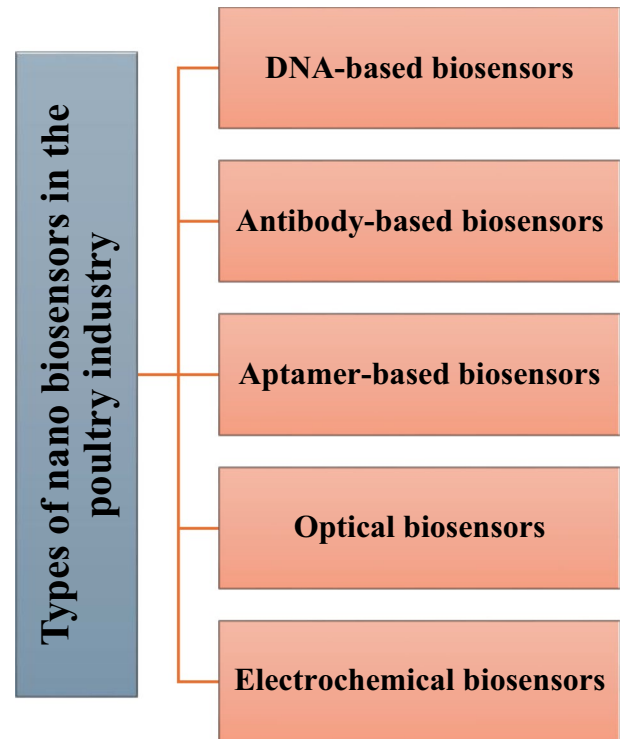 Types of nano biosensors in the
poultry industry
DNA-based biosensors
Antibody-based biosensors
Aptamer-based biosensors
Optical biosensors
Electrochemical biosensors